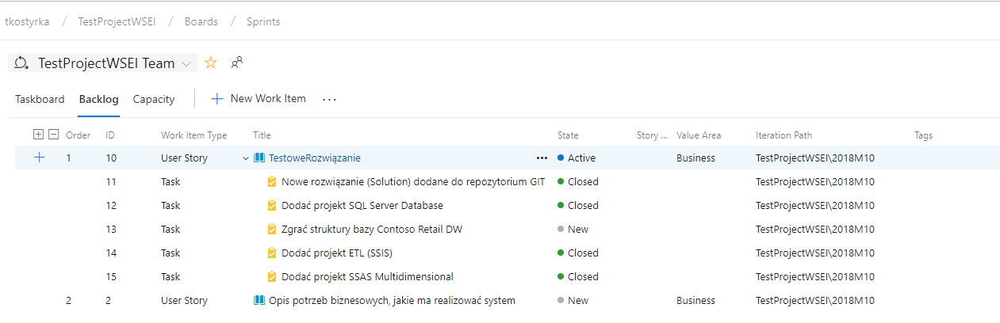 tkostyrka / TestProjectWSEI / Boards / Sprints
TestProjectWSEI Team
Taskboard Backlog Capacity + New Work Item ...
Order ID Work Item Type Title State Story ... Value Area Iteration Path Tags
1 10 User Story TestoweRozwiązanie ... Active Business TestProjectWSEI\2018M10
11 Task Nowe rozwiązanie (Solution) dodane do repozytorium GIT Closed TestProjectWSEI\2018M10
12 Task Dodać projekt SQL Server Database Closed TestProjectWSEI\2018M10
13 Task Zgrać struktury bazy Contoso Retail DW New TestProjectWSEI\2018M10
14 Task Dodać projekt ETL (SSIS) Closed TestProjectWSEI\2018M10
15 Task Dodać projekt SSAS Multidimensional Closed TestProjectWSEI\2018M10
2 2 User Story Opis potrzeb biznesowych, jakie ma realizować system New Business TestProjectWSEI\2018M10